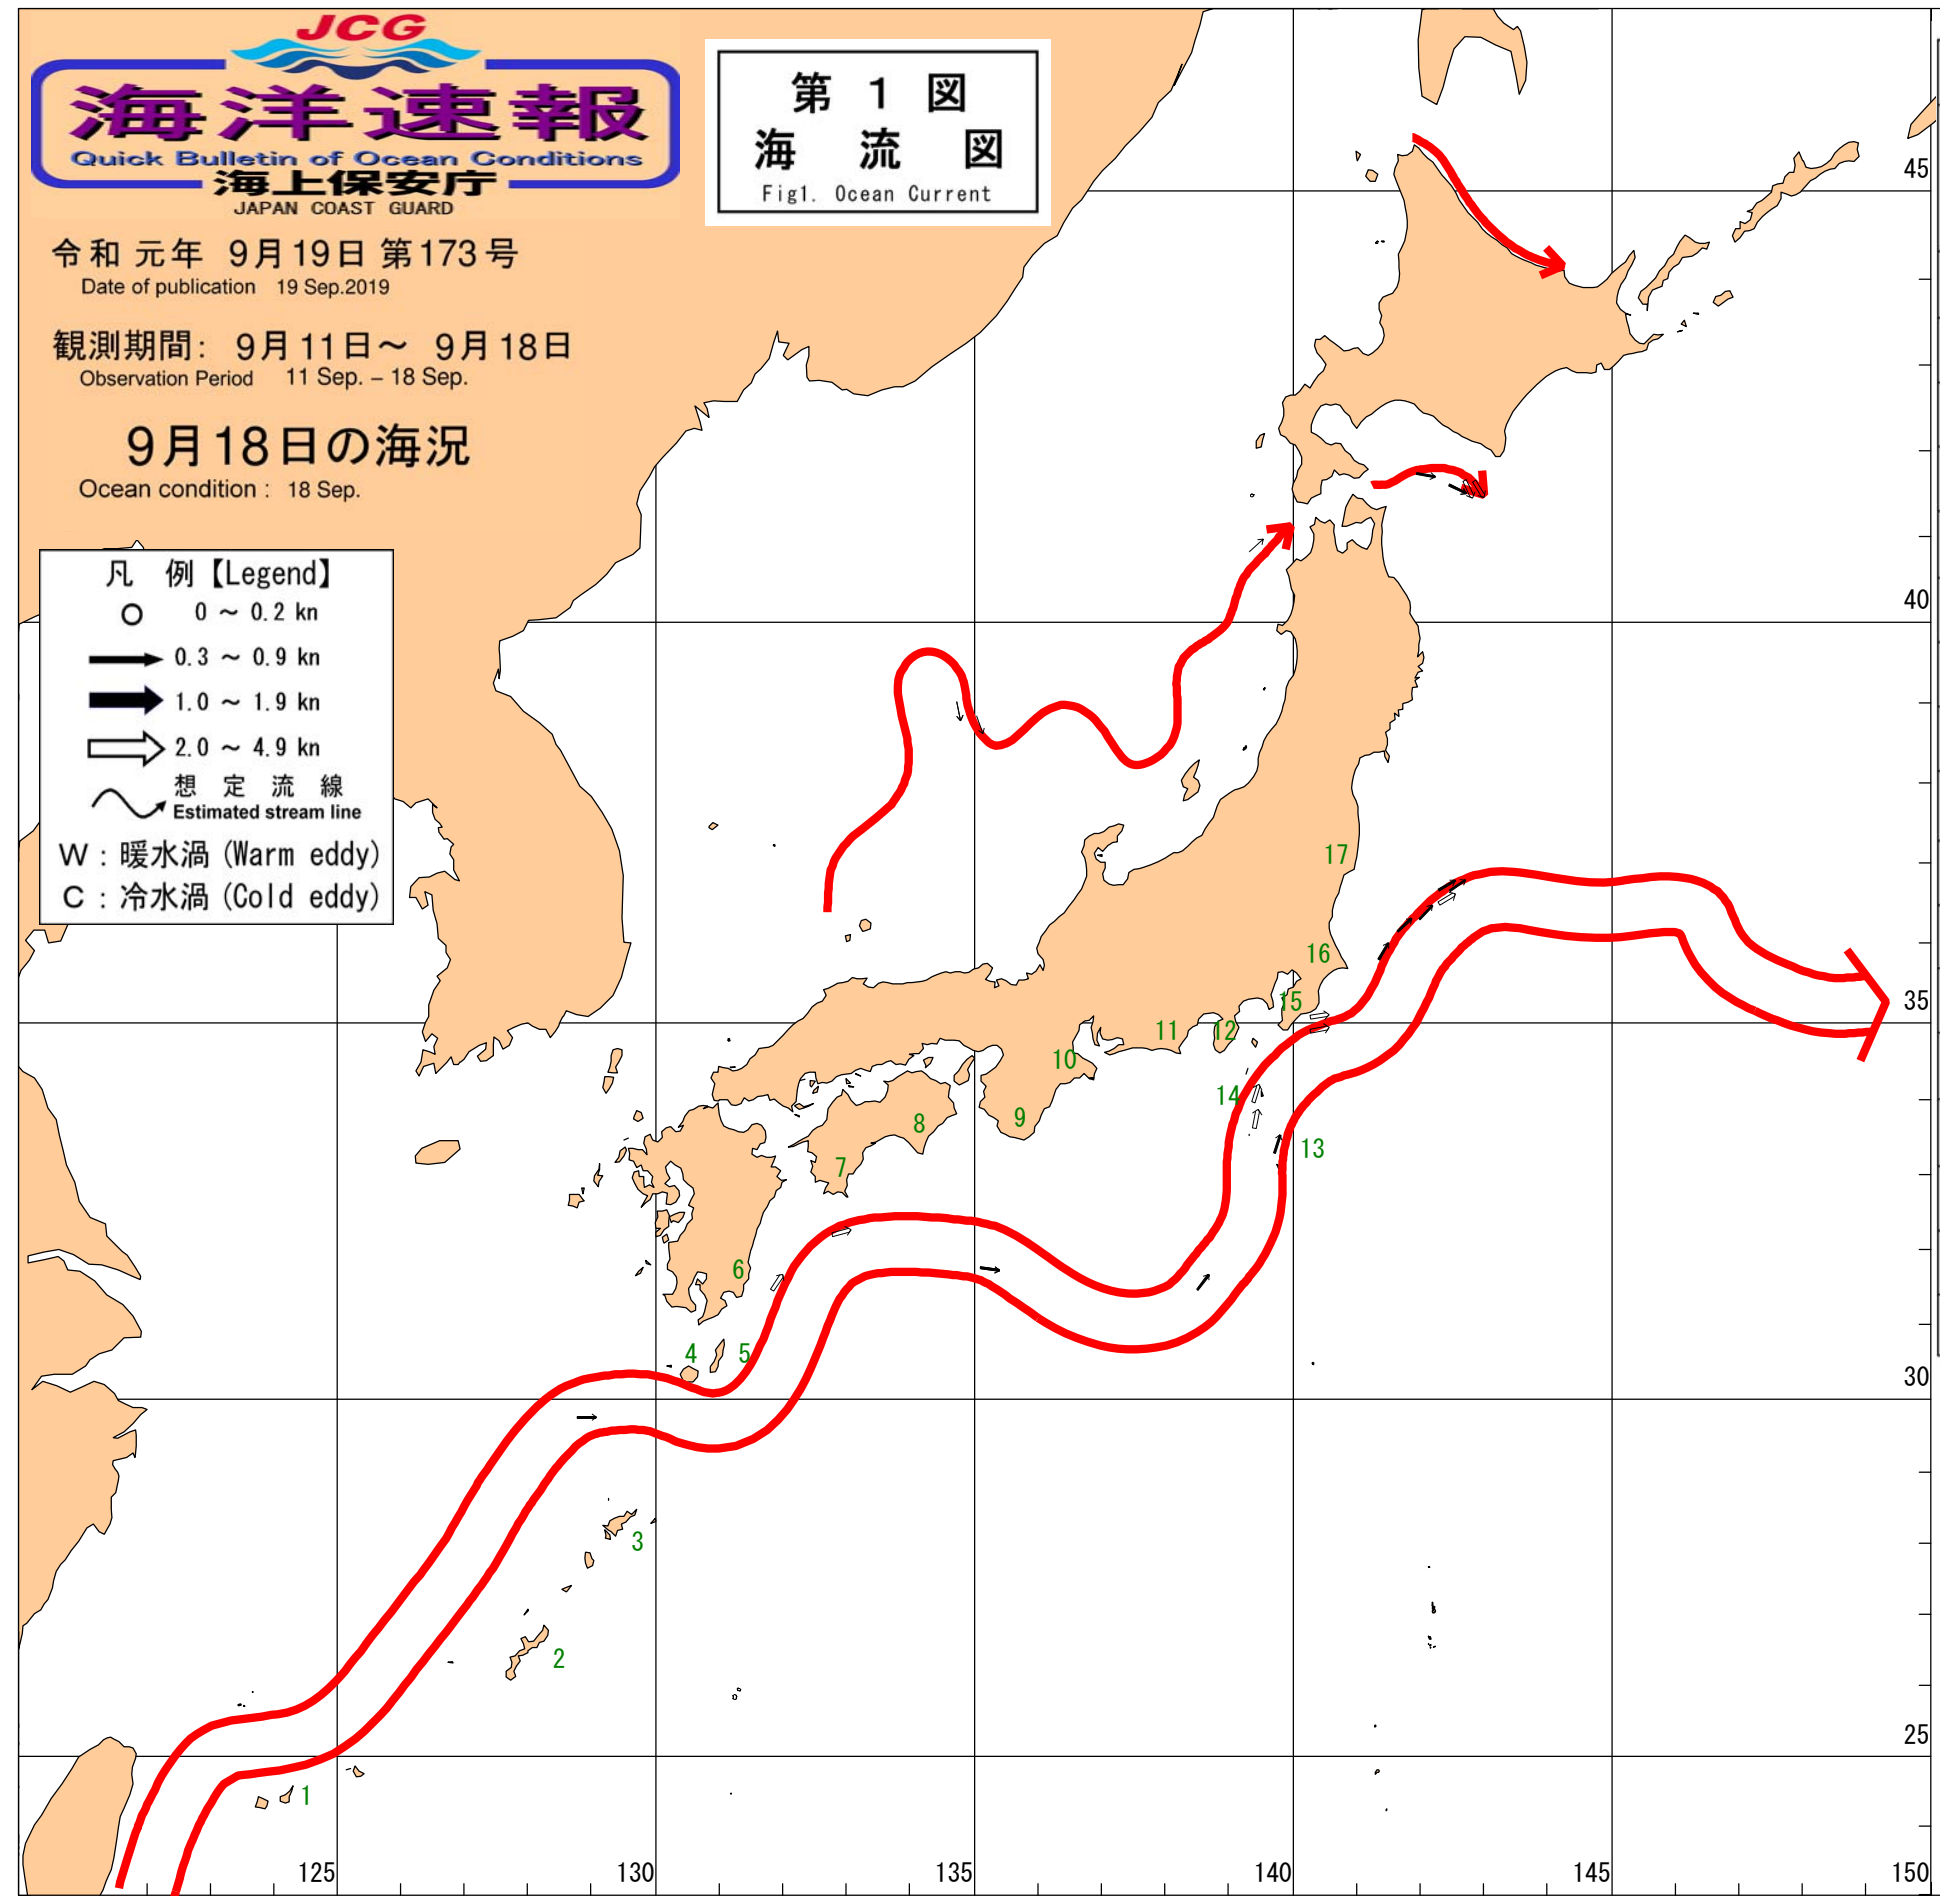 JCG
海洋速報
Quick Bulletin of Ocean Conditions
海上保安庁
JAPAN COAST GUARD
第 1 図
海 流 図
Fig1. Ocean Current
令和 元年 9月19日 第173号
Date of publication 19 Sep.2019
観測期間: 9月11日～ 9月18日
Observation Period 11 Sep. – 18 Sep.
9月18日の海況
Ocean condition : 18 Sep.
凡 例【Legend】
0 ～ 0.2 kn
0.3 ～ 0.9 kn
1.0 ～ 1.9 kn
2.0 ～ 4.9 kn
想 定 流 線
Estimated stream line
W : 暖水渦 (Warm eddy)
C : 冷水渦 (Cold eddy)
45
40
17
16
35
15
11
12
10
14
9
8
13
7
6
4
5
30
3
2
25
1
125
130
135
140
145
150